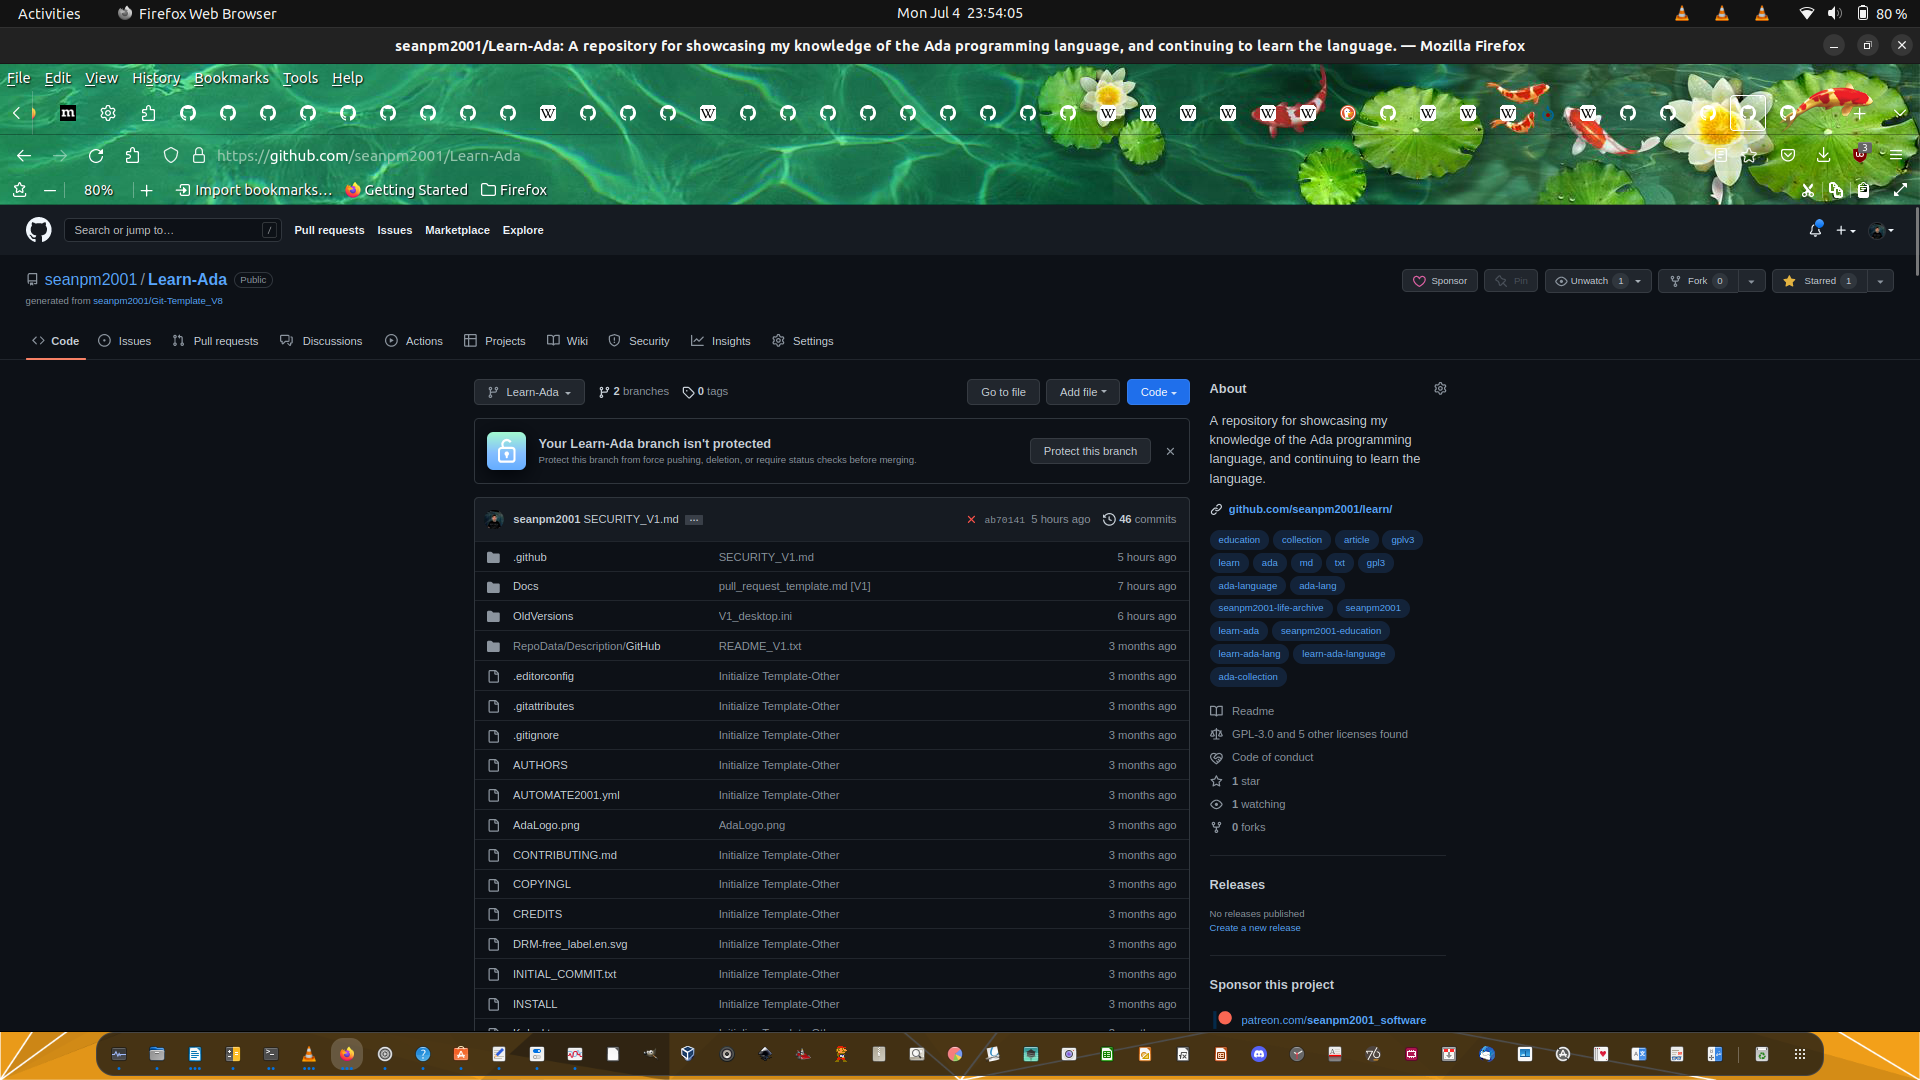 Activities Firefox Web Browser Mon Jul 4 23:54:05 80 %
seanpm2001/Learn-Ada: A repository for showcasing my knowledge of the Ada programming language, and continuing to learn the language. — Mozilla Firefox
File Edit View History Bookmarks Tools Help
https://github.com/seanpm2001/Learn-Ada 3
80% Import bookmarks… Getting Started Firefox
Search or jump to… / Pull requests Issues Marketplace Explore
seanpm2001 / Learn-Ada Public Sponsor Pin Unwatch 1 Fork 0 Starred 1
generated from seanpm2001/Git-Template_V8
Code Issues Pull requests Discussions Actions Projects Wiki Security Insights Settings
Learn-Ada 2 branches 0 tags Go to file Add file Code
Your Learn-Ada branch isn't protected
Protect this branch from force pushing, deletion, or require status checks before merging.
Protect this branch
seanpm2001 SECURITY_V1.md … ab70141 5 hours ago 46 commits
.github SECURITY_V1.md 5 hours ago
Docs pull_request_template.md [V1] 7 hours ago
OldVersions V1_desktop.ini 6 hours ago
RepoData/Description/GitHub README_V1.txt 3 months ago
.editorconfig Initialize Template-Other 3 months ago
.gitattributes Initialize Template-Other 3 months ago
.gitignore Initialize Template-Other 3 months ago
AUTHORS Initialize Template-Other 3 months ago
AUTOMATE2001.yml Initialize Template-Other 3 months ago
AdaLogo.png AdaLogo.png 3 months ago
CONTRIBUTING.md Initialize Template-Other 3 months ago
COPYINGL Initialize Template-Other 3 months ago
CREDITS Initialize Template-Other 3 months ago
DRM-free_label.en.svg Initialize Template-Other 3 months ago
INITIAL_COMMIT.txt Initialize Template-Other 3 months ago
INSTALL Initialize Template-Other 3 months ago
About
A repository for showcasing my
knowledge of the Ada programming
language, and continuing to learn the
language.
github.com/seanpm2001/learn/
education collection article gplv3
learn ada md txt gpl3
ada-language ada-lang
seanpm2001-life-archive seanpm2001
learn-ada seanpm2001-education
learn-ada-lang learn-ada-language
ada-collection
Readme
GPL-3.0 and 5 other licenses found
Code of conduct
1 star
1 watching
0 forks
Releases
No releases published
Create a new release
Sponsor this project
patreon.com/seanpm2001_software